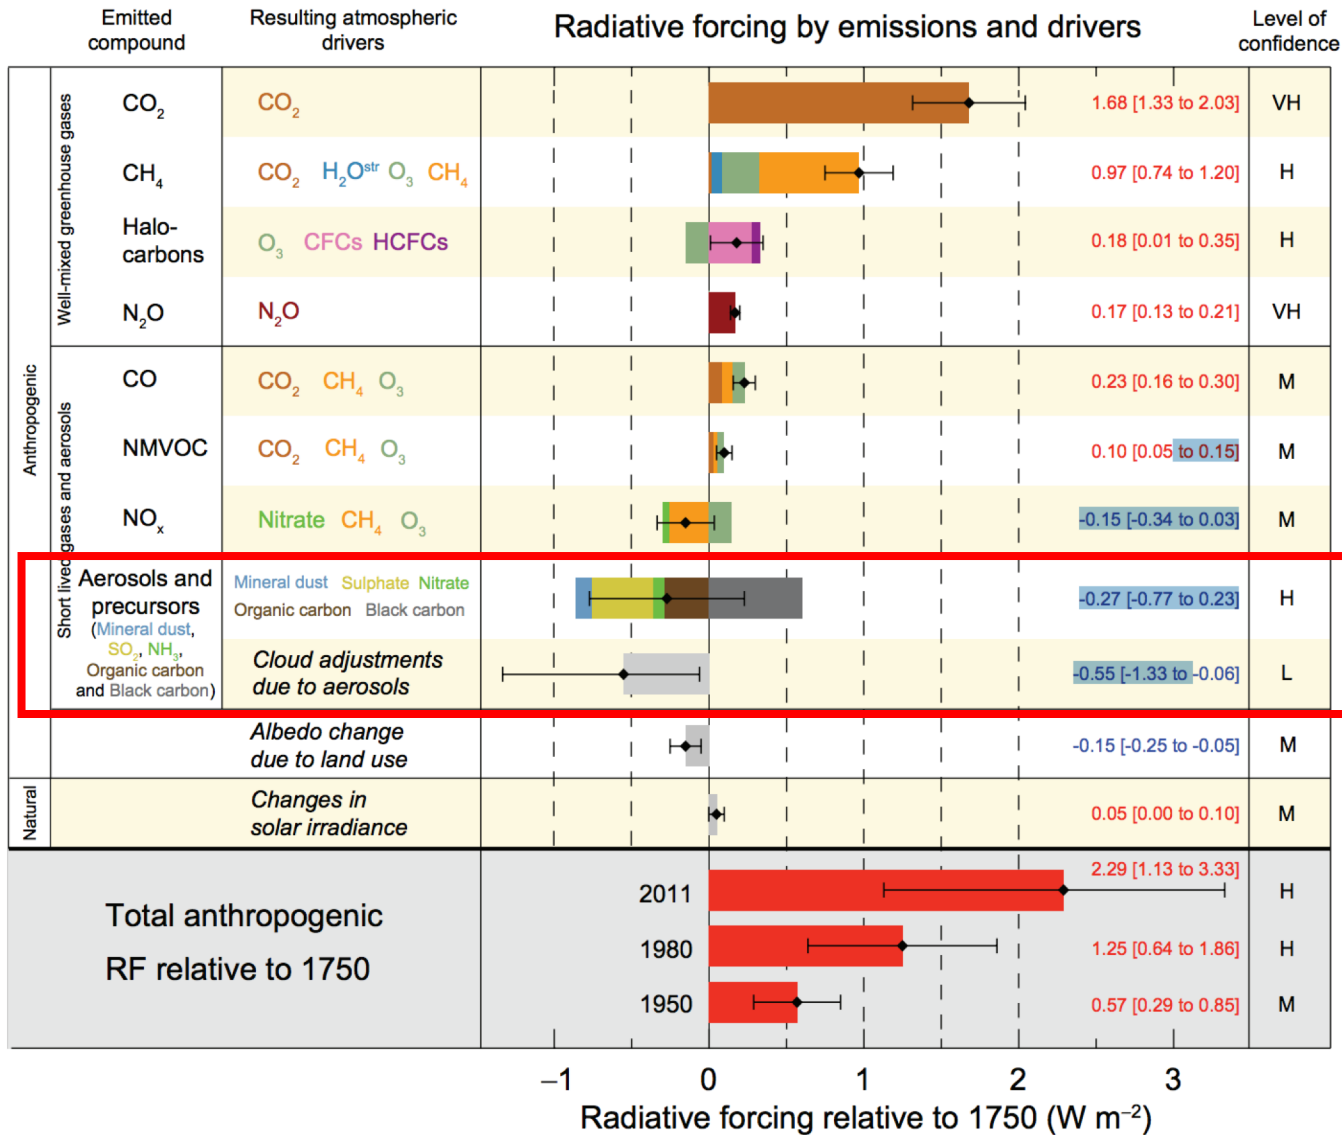 Emitted compound
Resulting atmospheric drivers
Radiative forcing by emissions and drivers
Level of confidence
Anthropogenic
Well-mixed greenhouse gases
CO₂
CO₂
1.68 [1.33 to 2.03]
VH
CH₄
CO₂ H₂Oˢᵗʳ O₃ CH₄
0.97 [0.74 to 1.20]
H
Halo-
carbons
O₃ CFCs HCFCs
0.18 [0.01 to 0.35]
H
N₂O
N₂O
0.17 [0.13 to 0.21]
VH
Short lived gases and aerosols
CO
CO₂ CH₄ O₃
0.23 [0.16 to 0.30]
M
NMVOC
CO₂ CH₄ O₃
0.10 [0.05 to 0.15]
M
NOₓ
Nitrate CH₄ O₃
-0.15 [-0.34 to 0.03]
M
Aerosols and
precursors
(Mineral dust,
SO₂, NH₃,
Organic carbon
and Black carbon)
Mineral dust Sulphate Nitrate
Organic carbon Black carbon
-0.27 [-0.77 to 0.23]
H
Cloud adjustments
due to aerosols
-0.55 [-1.33 to -0.06]
L
Albedo change
due to land use
-0.15 [-0.25 to -0.05]
M
Natural
Changes in
solar irradiance
0.05 [0.00 to 0.10]
M
Total anthropogenic
RF relative to 1750
2011
2.29 [1.13 to 3.33]
H
1980
1.25 [0.64 to 1.86]
H
1950
0.57 [0.29 to 0.85]
M
−1 0 1 2 3
Radiative forcing relative to 1750 (W m⁻²)